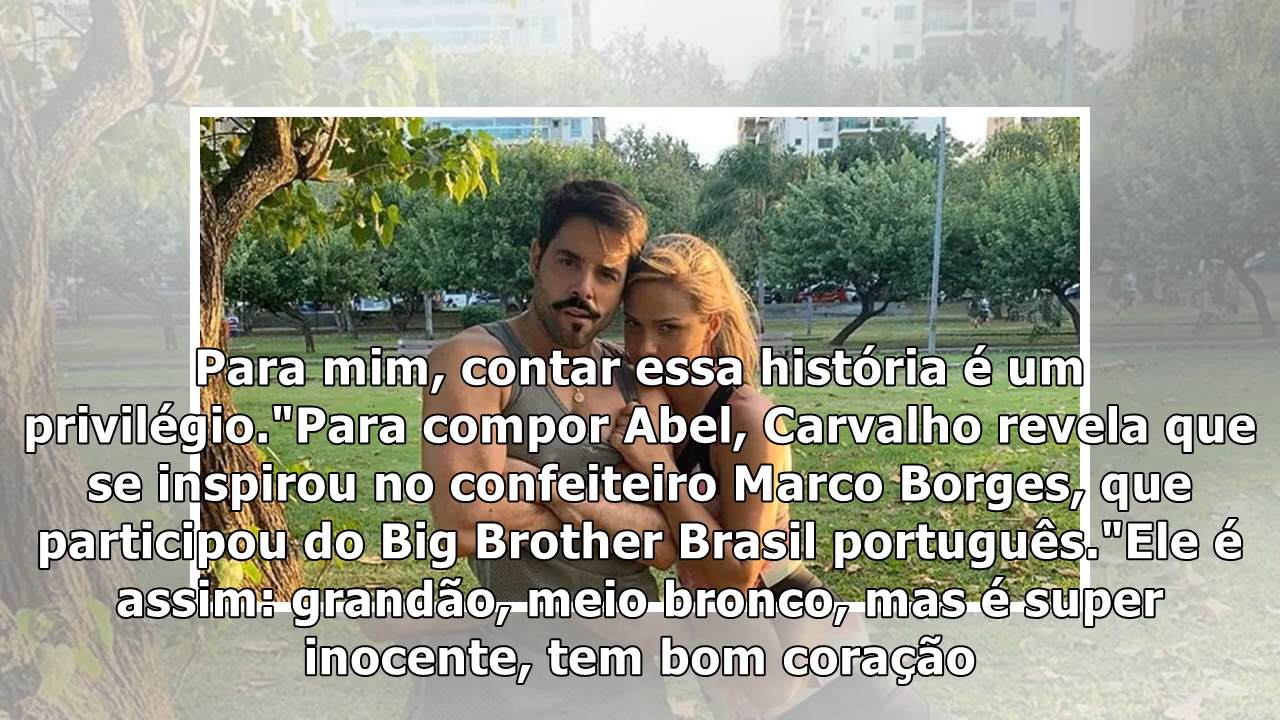 Para mim, contar essa história é um
privilégio."Para compor Abel, Carvalho revela que
se inspirou no confeiteiro Marco Borges, que
participou do Big Brother Brasil português."Ele é
assim: grandão, meio bronco, mas é super
inocente, tem bom coração